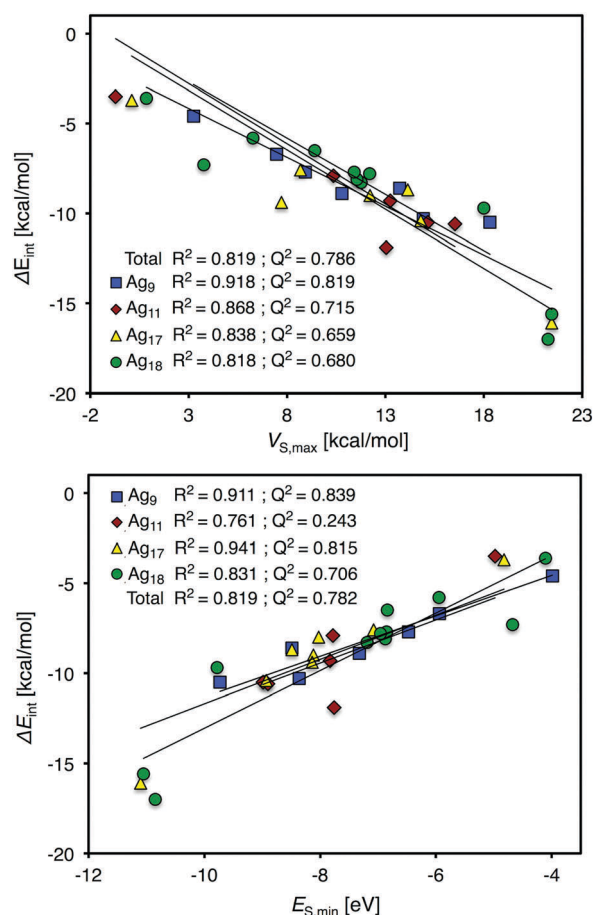 0
-5
-10
-15
-20
ΔE_int [kcal/mol]
Total R² = 0.819 ; Q² = 0.786
Ag₉ R² = 0.918 ; Q² = 0.819
Ag₁₁ R² = 0.868 ; Q² = 0.715
Ag₁₇ R² = 0.838 ; Q² = 0.659
Ag₁₈ R² = 0.818 ; Q² = 0.680
-2 3 8 13 18 23
V_S,max [kcal/mol]
0
-5
-10
-15
-20
ΔE_int [kcal/mol]
Ag₉ R² = 0.911 ; Q² = 0.839
Ag₁₁ R² = 0.761 ; Q² = 0.243
Ag₁₇ R² = 0.941 ; Q² = 0.815
Ag₁₈ R² = 0.831 ; Q² = 0.706
Total R² = 0.819 ; Q² = 0.782
-12 -10 -8 -6 -4
E_S,min [eV]